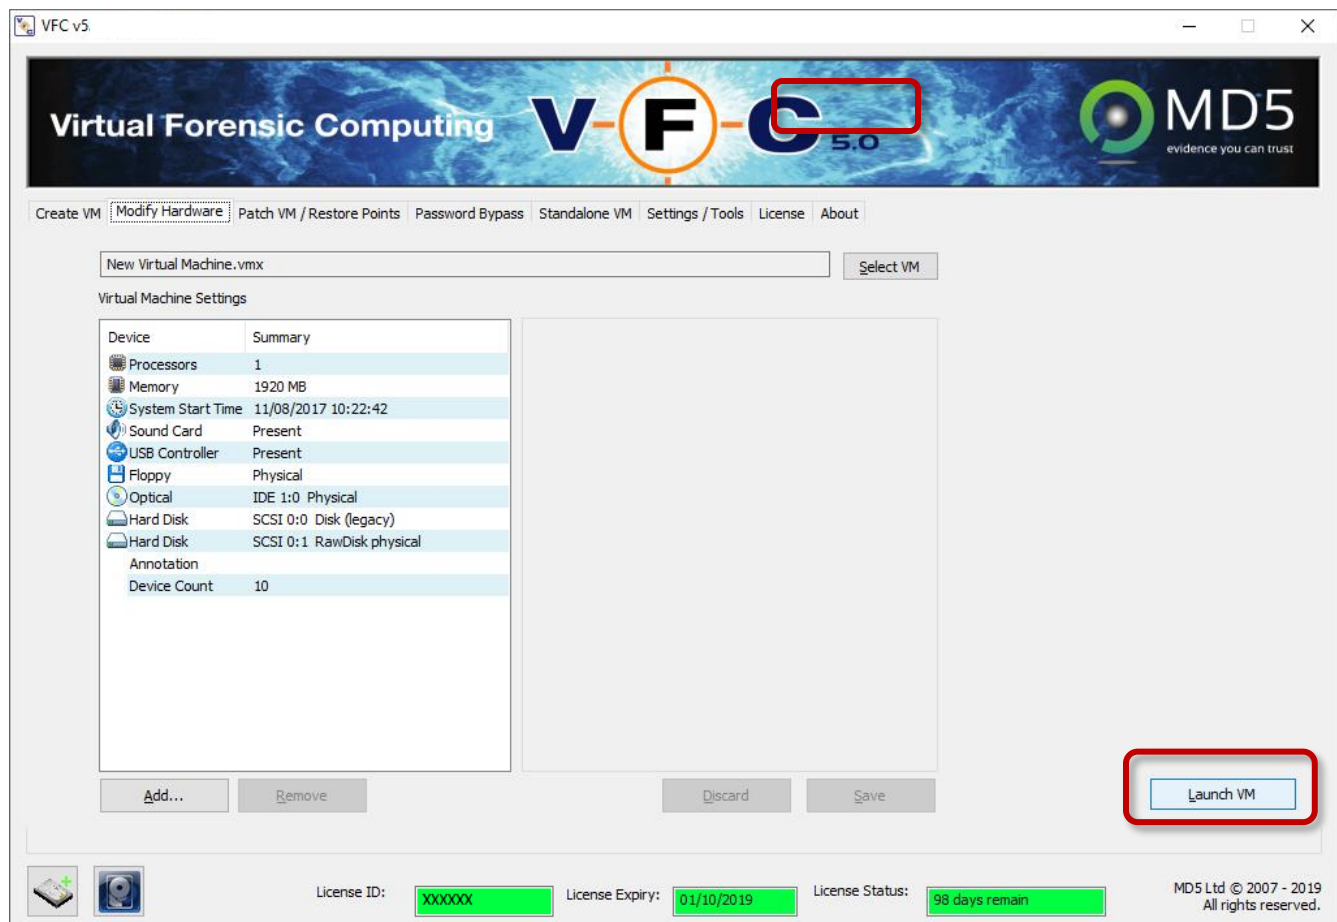 VFC v5.
Virtual Forensic Computing
V-F-C
5.0
MD5
evidence you can trust
Create VM Modify Hardware Patch VM / Restore Points Password Bypass Standalone VM Settings / Tools License About
New Virtual Machine.vmx
Select VM
Virtual Machine Settings
Device Summary
Processors 1
Memory 1920 MB
System Start Time 11/08/2017 10:22:42
Sound Card Present
USB Controller Present
Floppy Physical
Optical IDE 1:0 Physical
Hard Disk SCSI 0:0 Disk (legacy)
Hard Disk SCSI 0:1 RawDisk physical
Annotation
Device Count 10
Add... Remove Discard Save Launch VM
License ID: XXXXXX License Expiry: 01/10/2019 License Status: 98 days remain
MD5 Ltd © 2007 - 2019
All rights reserved.